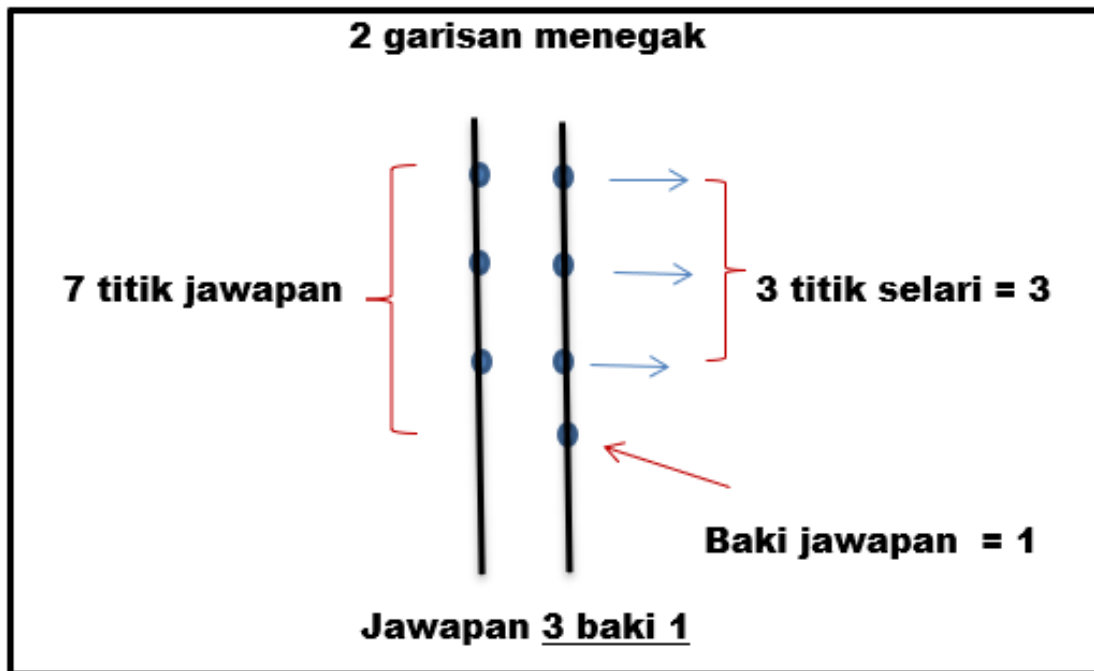 2 garisan menegak
7 titik jawapan
3 titik selari = 3
Baki jawapan = 1
Jawapan 3 baki 1